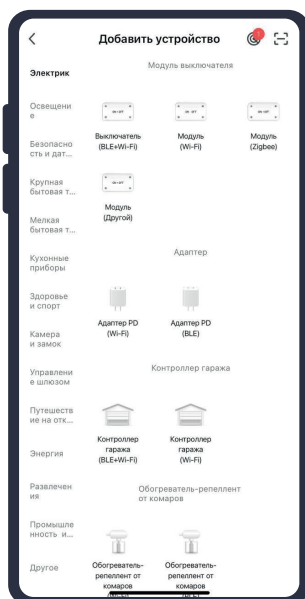 Добавить устройство
Электрик
Освещени
е
Безопасно
сть и дат...
Крупная
бытовая т...
Мелкая
бытовая т...
Кухонные
приборы
Здоровье
и спорт
Камера
и замок
Управлени
е шлюзом
Путешеств
ие на отк...
Энергия
Развлечен
ия
Промышле
нность и...
Другое
Модуль выключателя
Выключатель
(BLE+Wi-Fi)
Модуль
(Wi-Fi)
Модуль
(Zigbee)
Модуль
(Другой)
Адаптер
Адаптер PD
(Wi-Fi)
Адаптер PD
(BLE)
Контроллер гаража
Контроллер
гаража
(BLE+Wi-Fi)
Контроллер
гаража
(Wi-Fi)
Обогреватель-репеллент
от комаров
Обогреватель-
репеллент от
комаров
Обогреватель-
репеллент от
комаров